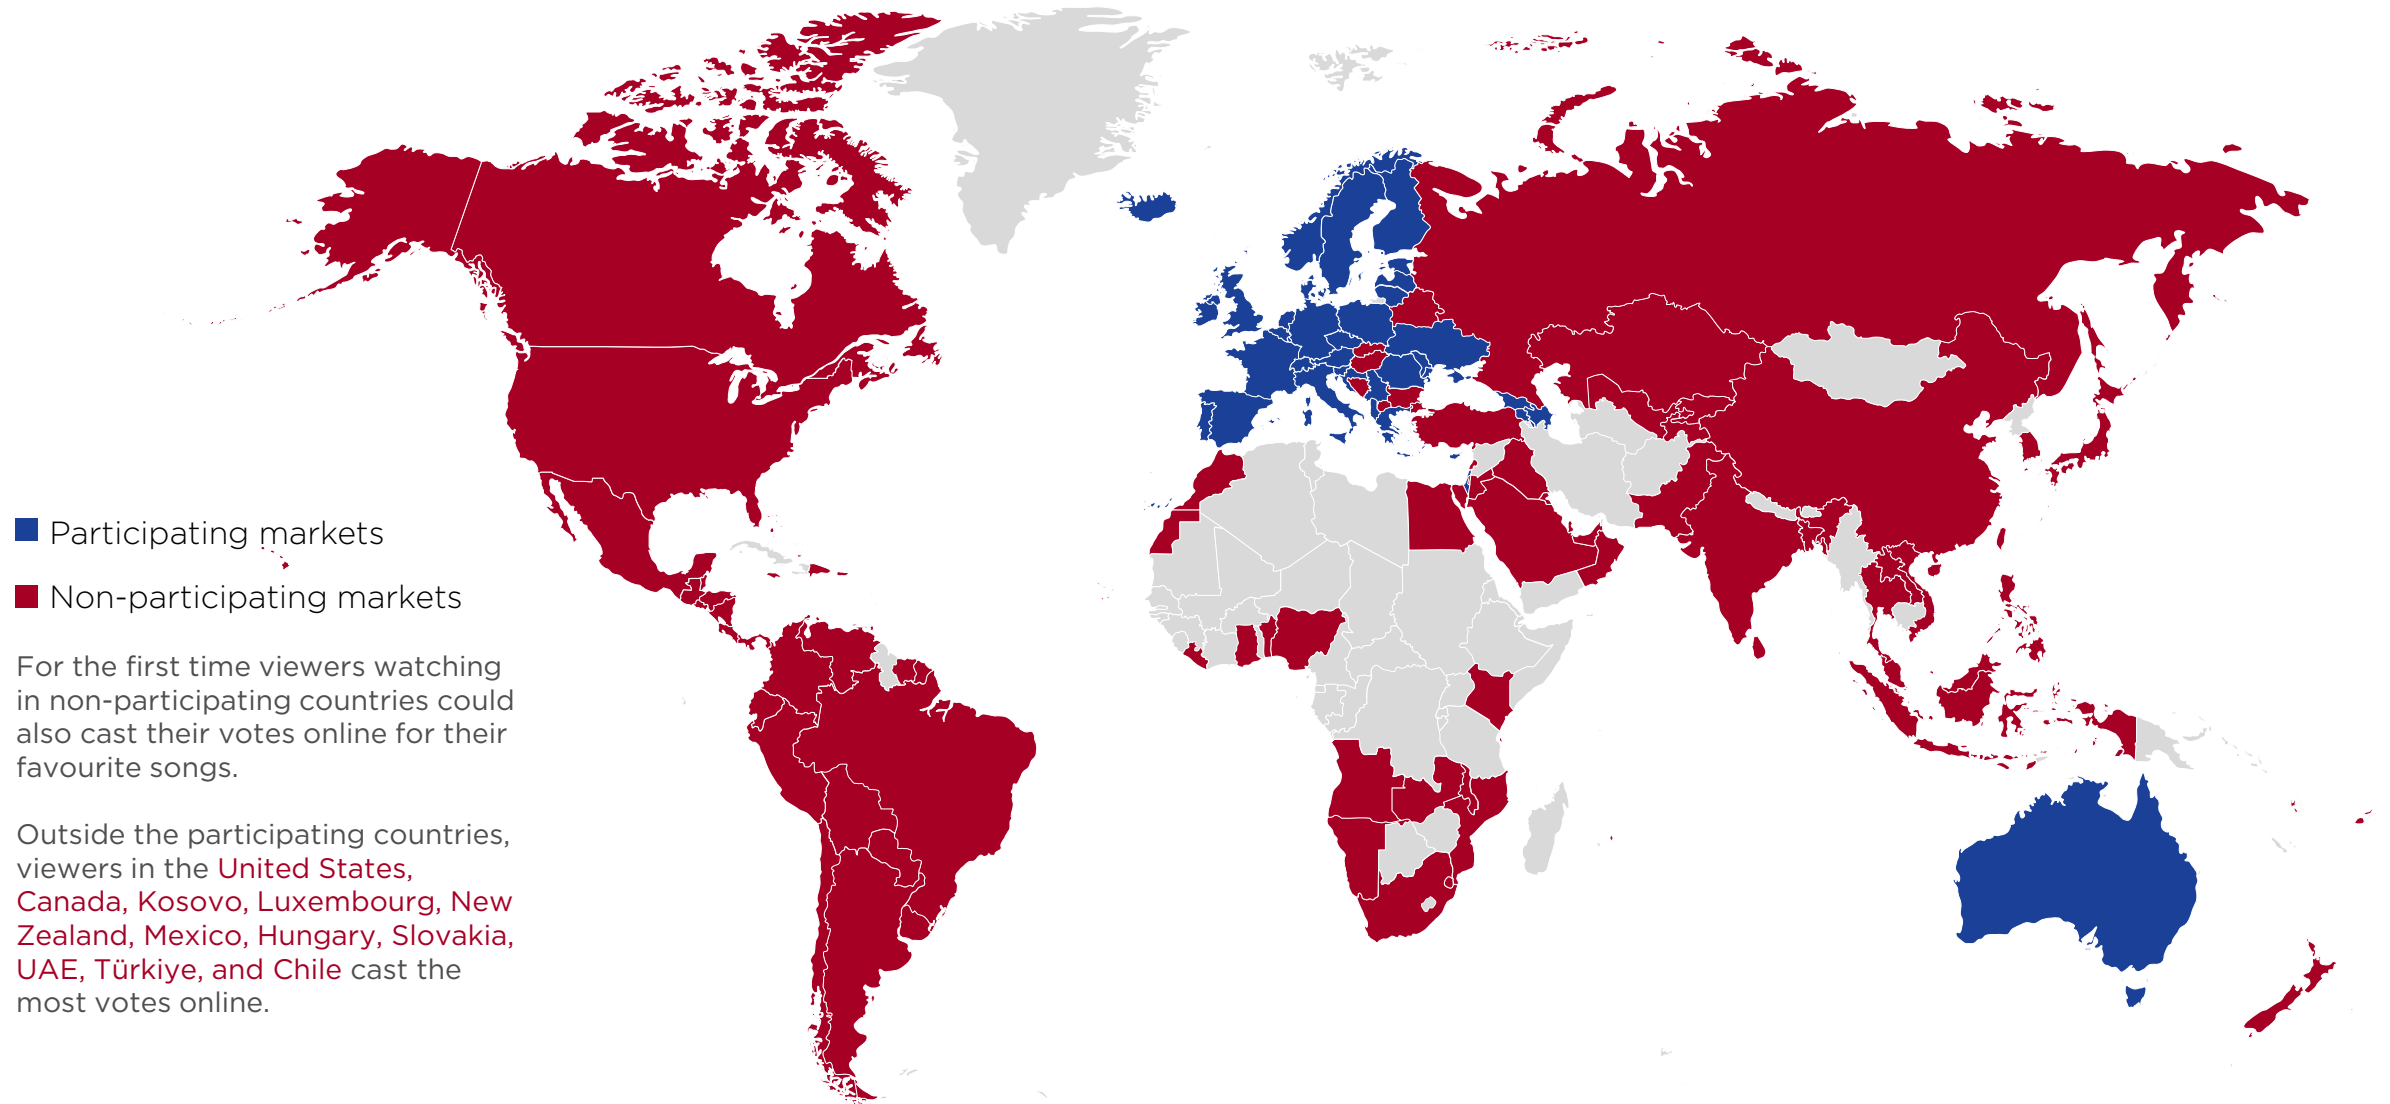 Participating markets
Non-participating markets
For the first time viewers watching
in non-participating countries could
also cast their votes online for their
favourite songs.
Outside the participating countries,
viewers in the United States,
Canada, Kosovo, Luxembourg, New
Zealand, Mexico, Hungary, Slovakia,
UAE, Türkiye, and Chile cast the
most votes online.